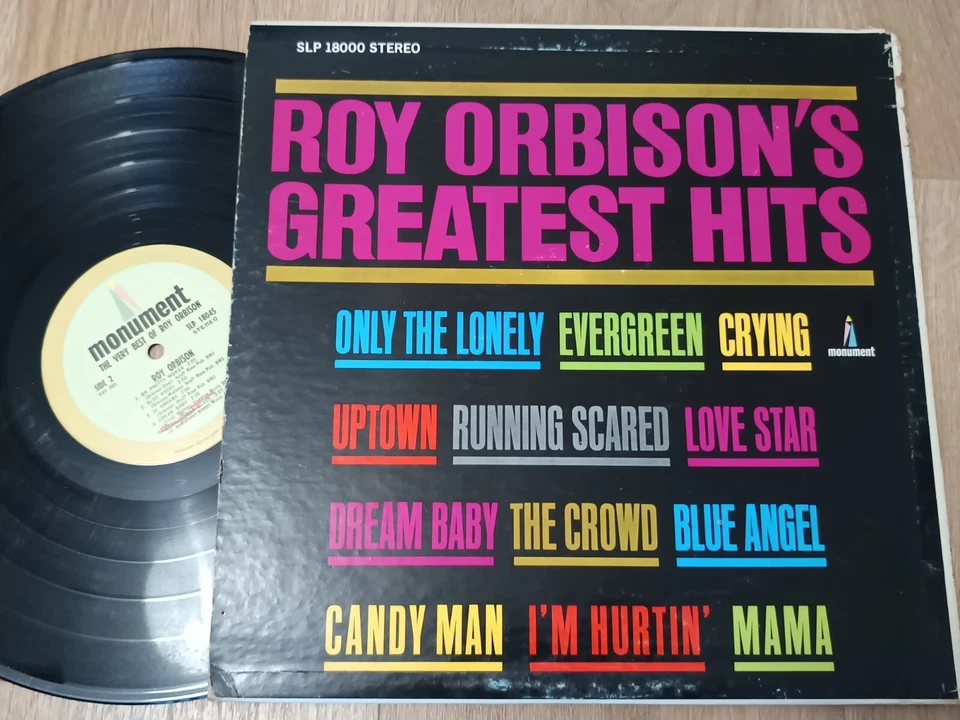 SLP 18000 STEREO
ROY ORBISON'S
GREATEST HITS
ONLY THE LONELY EVERGREEN CRYING
monument
UPTOWN RUNNING SCARED LOVE STAR
DREAM BABY THE CROWD BLUE ANGEL
CANDY MAN I'M HURTIN' MAMA
monument
THE VERY BEST OF ROY ORBISON
SLP 18045
STEREO
SIDE 2
ROY ORBISON